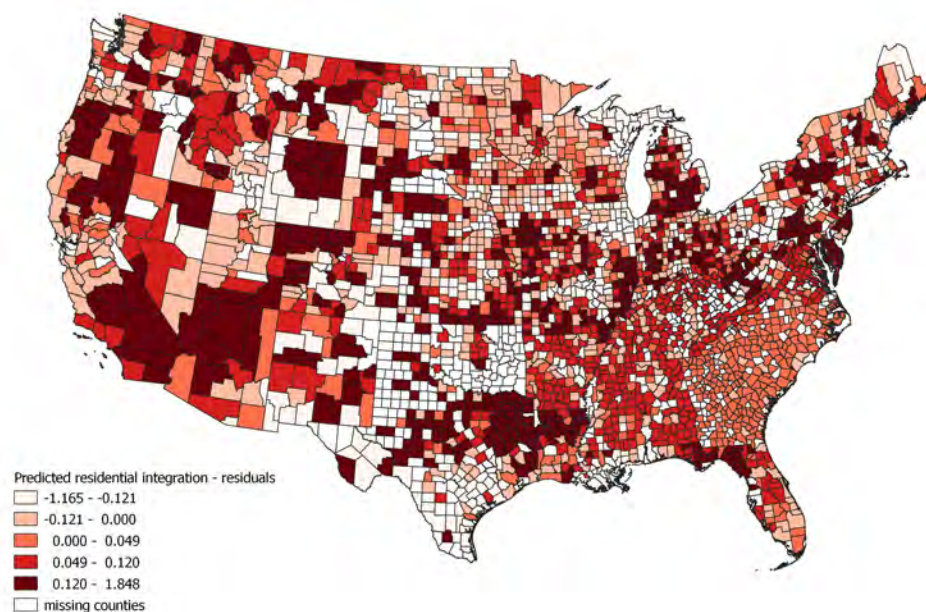 Predicted residential integration - residuals
-1.165 - -0.121
-0.121 - 0.000
0.000 - 0.049
0.049 - 0.120
0.120 - 1.848
missing counties